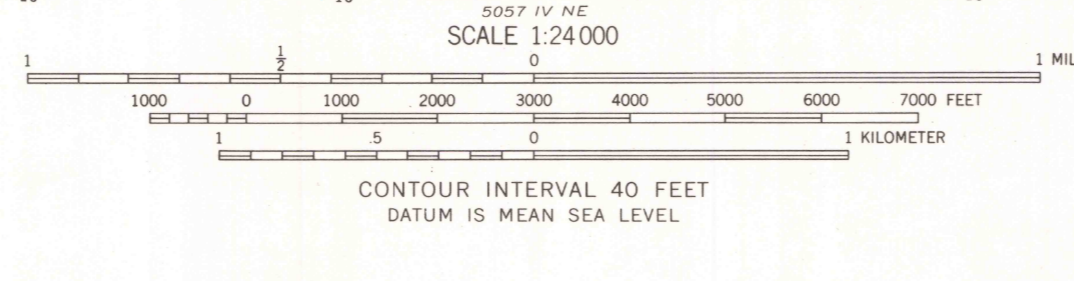 5057 IV NE
SCALE 1:24 000
1 1/2 0 1 MIL
1000 0 1000 2000 3000 4000 5000 6000 7000 FEET
1 .5 0 1 KILOMETER
CONTOUR INTERVAL 40 FEET
DATUM IS MEAN SEA LEVEL